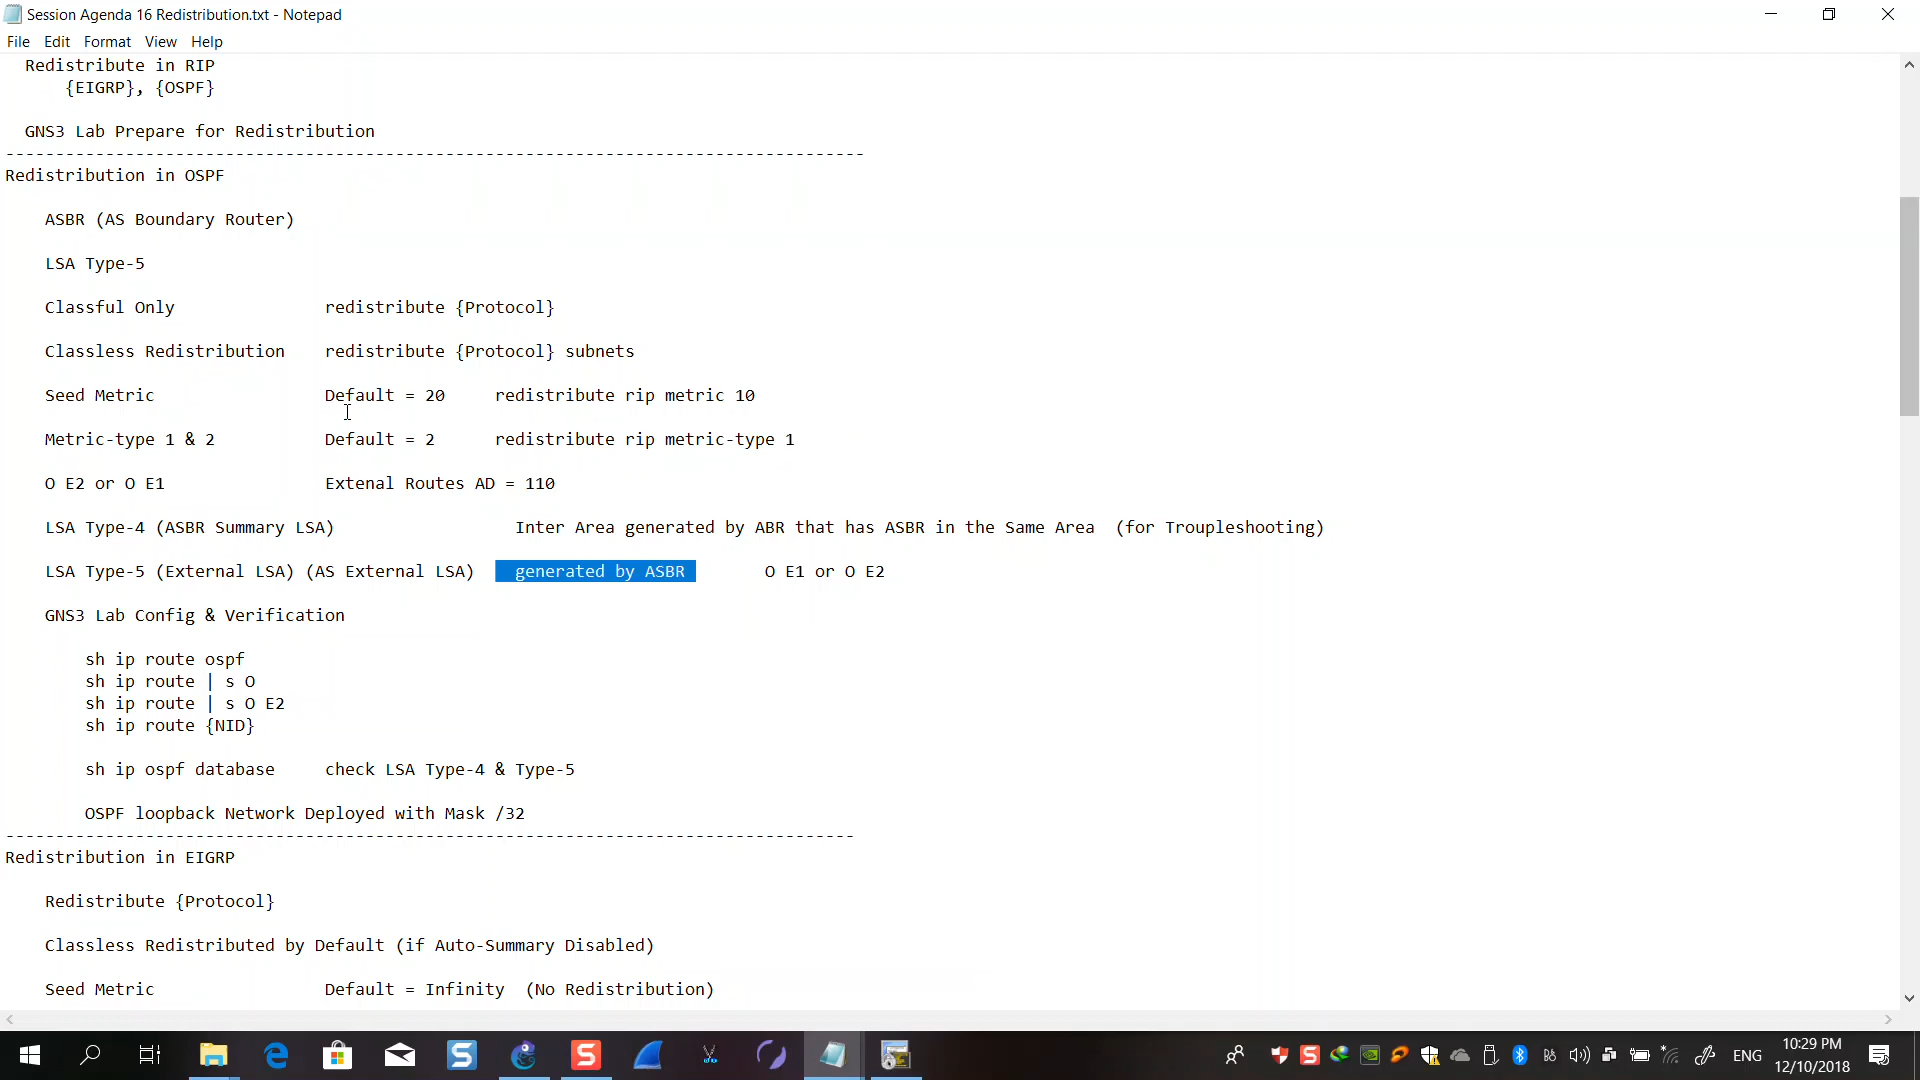 Session Agenda 16 Redistribution.txt - Notepad
File Edit Format View Help
Redistribute in RIP
{EIGRP}, {OSPF}
GNS3 Lab Prepare for Redistribution
--------------------------------------------------------------------------------------
Redistribution in OSPF
ASBR (AS Boundary Router)
LSA Type-5
Classful Only redistribute {Protocol}
Classless Redistribution redistribute {Protocol} subnets
Seed Metric Default = 20 redistribute rip metric 10
Metric-type 1 & 2 Default = 2 redistribute rip metric-type 1
O E2 or O E1 Extenal Routes AD = 110
LSA Type-4 (ASBR Summary LSA) Inter Area generated by ABR that has ASBR in the Same Area (for Troupleshooting)
LSA Type-5 (External LSA) (AS External LSA) generated by ASBR O E1 or O E2
GNS3 Lab Config & Verification
sh ip route ospf
sh ip route | s O
sh ip route | s O E2
sh ip route {NID}
sh ip ospf database check LSA Type-4 & Type-5
OSPF loopback Network Deployed with Mask /32
-------------------------------------------------------------------------------------
Redistribution in EIGRP
Redistribute {Protocol}
Classless Redistributed by Default (if Auto-Summary Disabled)
Seed Metric Default = Infinity (No Redistribution)
ENG
10:29 PM
12/10/2018